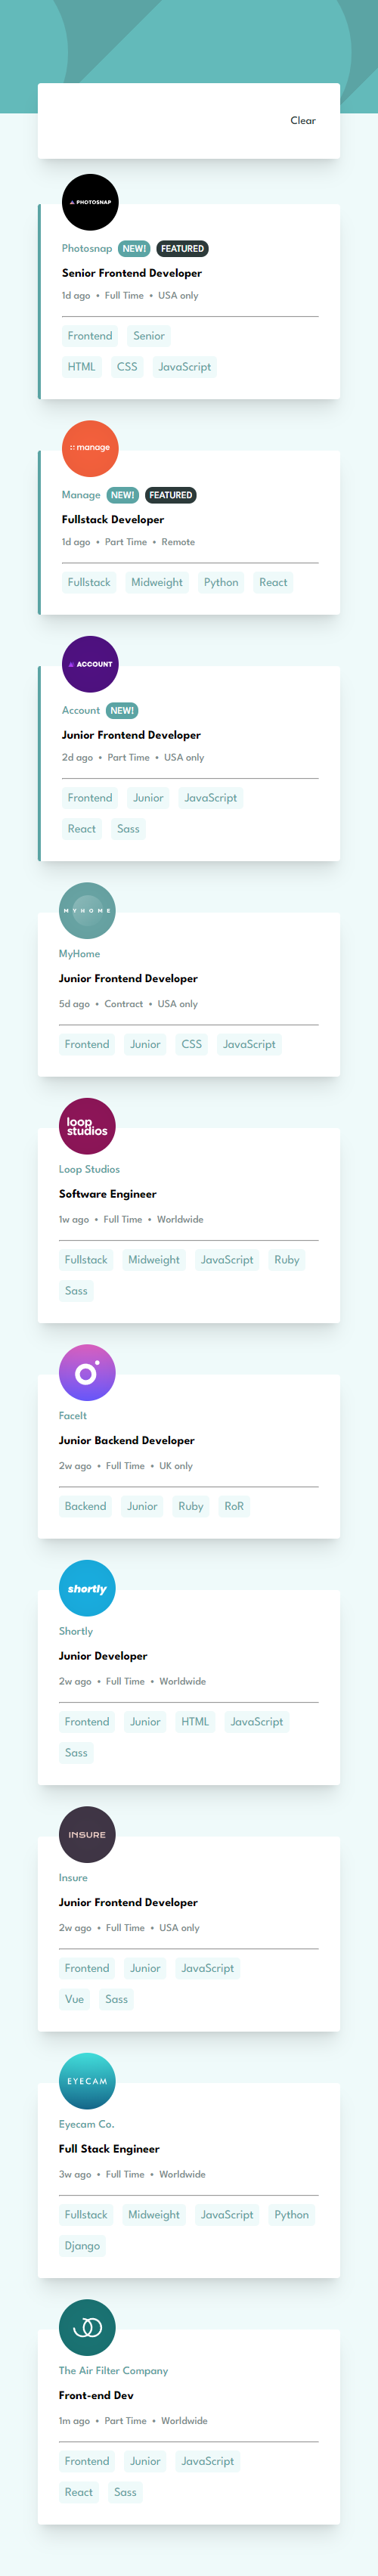 Clear
PHOTOSNAP
Photosnap NEW! FEATURED
Senior Frontend Developer
1d ago • Full Time • USA only
Frontend Senior
HTML CSS JavaScript
manage
Manage NEW! FEATURED
Fullstack Developer
1d ago • Part Time • Remote
Fullstack Midweight Python React
ACCOUNT
Account NEW!
Junior Frontend Developer
2d ago • Part Time • USA only
Frontend Junior JavaScript
React Sass
MYHOME
MyHome
Junior Frontend Developer
5d ago • Contract • USA only
Frontend Junior CSS JavaScript
loop
studios
Loop Studios
Software Engineer
1w ago • Full Time • Worldwide
Fullstack Midweight JavaScript Ruby
Sass
FaceIt
Junior Backend Developer
2w ago • Full Time • UK only
Backend Junior Ruby RoR
shortly
Shortly
Junior Developer
2w ago • Full Time • Worldwide
Frontend Junior HTML JavaScript
Sass
INSURE
Insure
Junior Frontend Developer
2w ago • Full Time • USA only
Frontend Junior JavaScript
Vue Sass
EYECAM
Eyecam Co.
Full Stack Engineer
3w ago • Full Time • Worldwide
Fullstack Midweight JavaScript Python
Django
The Air Filter Company
Front-end Dev
1m ago • Part Time • Worldwide
Frontend Junior JavaScript
React Sass